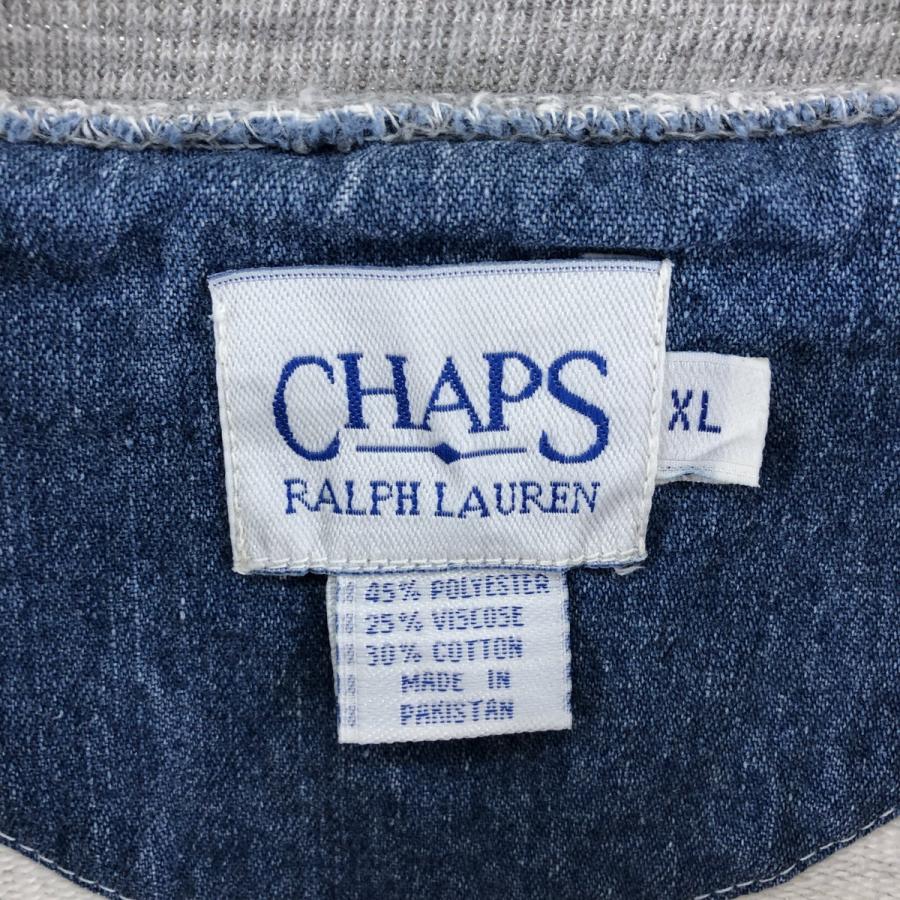 CHAPS
RALPH LAUREN
XL
45% POLYESTER
25% VISCOSE
30% COTTON
MADE IN
PAKISTAN